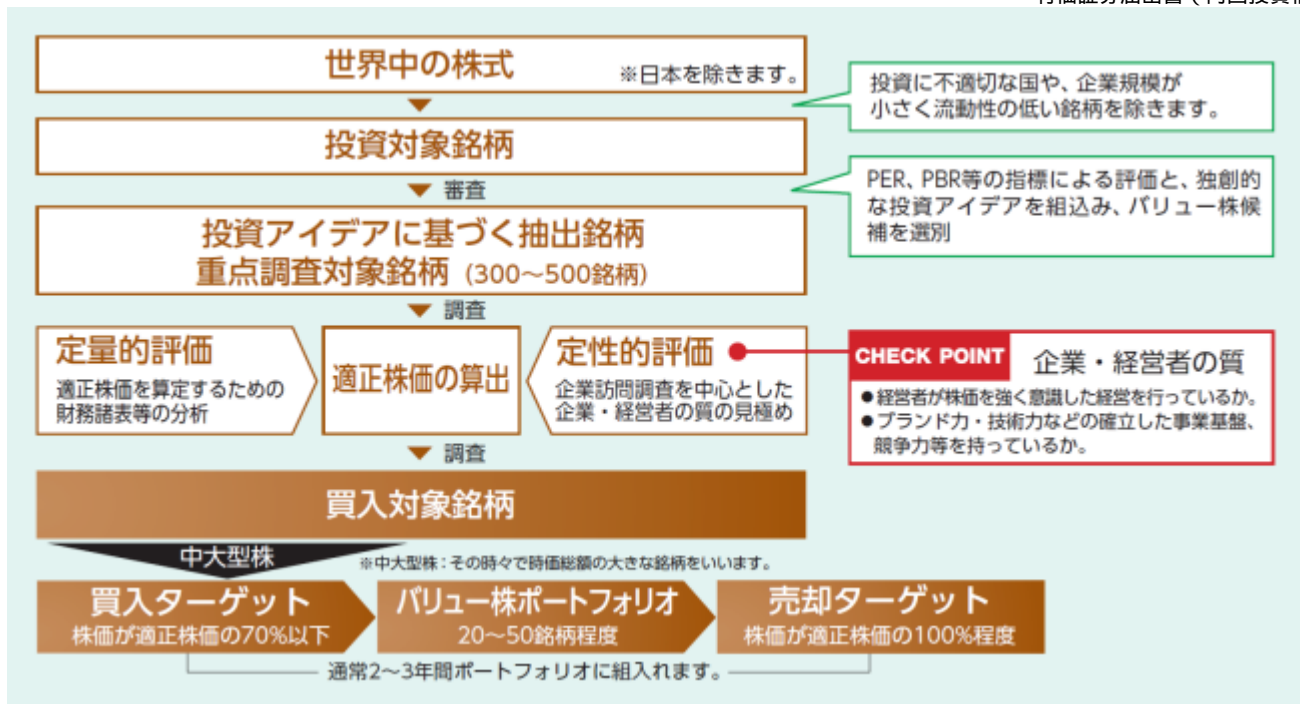 世界中の株式 ※日本を除きます。
投資に不適切な国や、企業規模が
小さく流動性の低い銘柄を除きます。
投資対象銘柄
審査
PER、PBR等の指標による評価と、独創的
な投資アイデアを組込み、バリュー株候
補を選別
投資アイデアに基づく抽出銘柄
重点調査対象銘柄（300～500銘柄）
調査
定量的評価
適正株価を算定するための
財務諸表等の分析
適正株価の算出
定性的評価
企業訪問調査を中心とした
企業・経営者の質の見極め
CHECK POINT 企業・経営者の質
●経営者が株価を強く意識した経営を行っているか。
●ブランド力・技術力などの確立した事業基盤、
競争力等を持っているか。
調査
買入対象銘柄
中大型株
※中大型株：その時々で時価総額の大きな銘柄をいいます。
買入ターゲット
株価が適正株価の70%以下
バリュー株ポートフォリオ
20～50銘柄程度
売却ターゲット
株価が適正株価の100%程度
通常2～3年間ポートフォリオに組入れます。